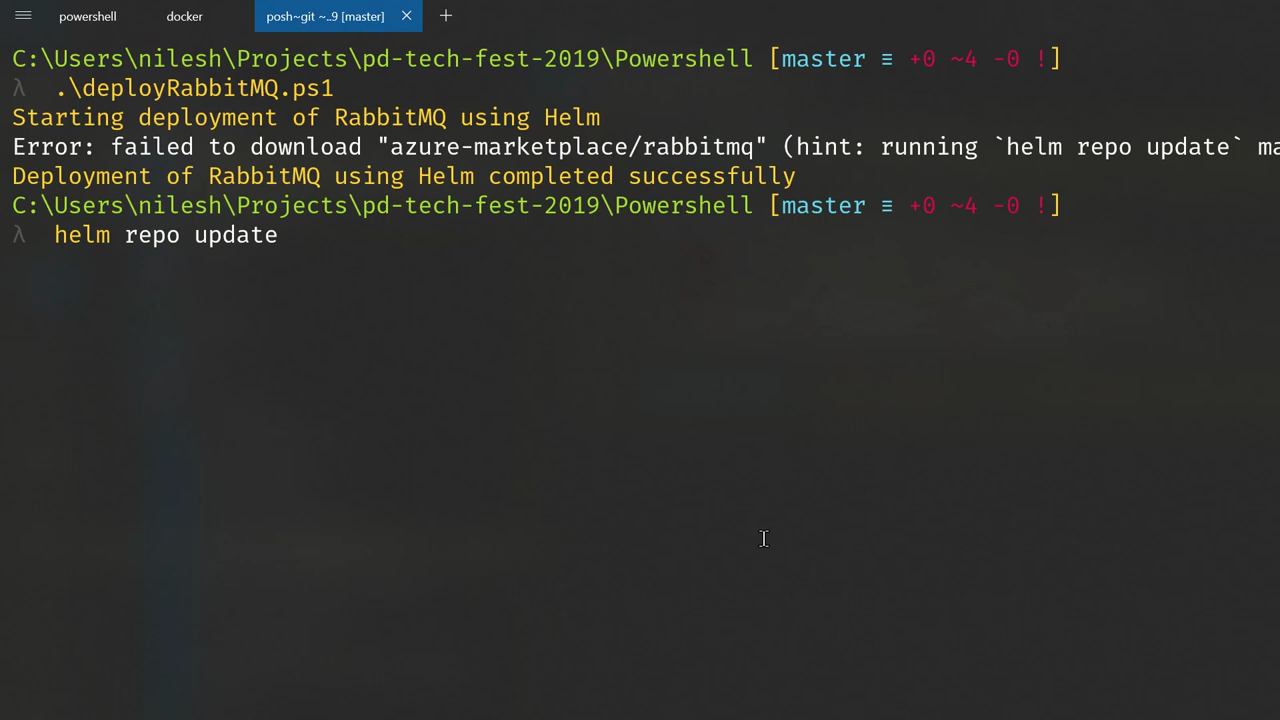 powershell docker posh~git ~..9 [master]
C:\Users\nilesh\Projects\pd-tech-fest-2019\Powershell [master ≡ +0 ~4 -0 !]
λ .\deployRabbitMQ.ps1
Starting deployment of RabbitMQ using Helm
Error: failed to download "azure-marketplace/rabbitmq" (hint: running `helm repo update` ma
Deployment of RabbitMQ using Helm completed successfully
C:\Users\nilesh\Projects\pd-tech-fest-2019\Powershell [master ≡ +0 ~4 -0 !]
λ helm repo update